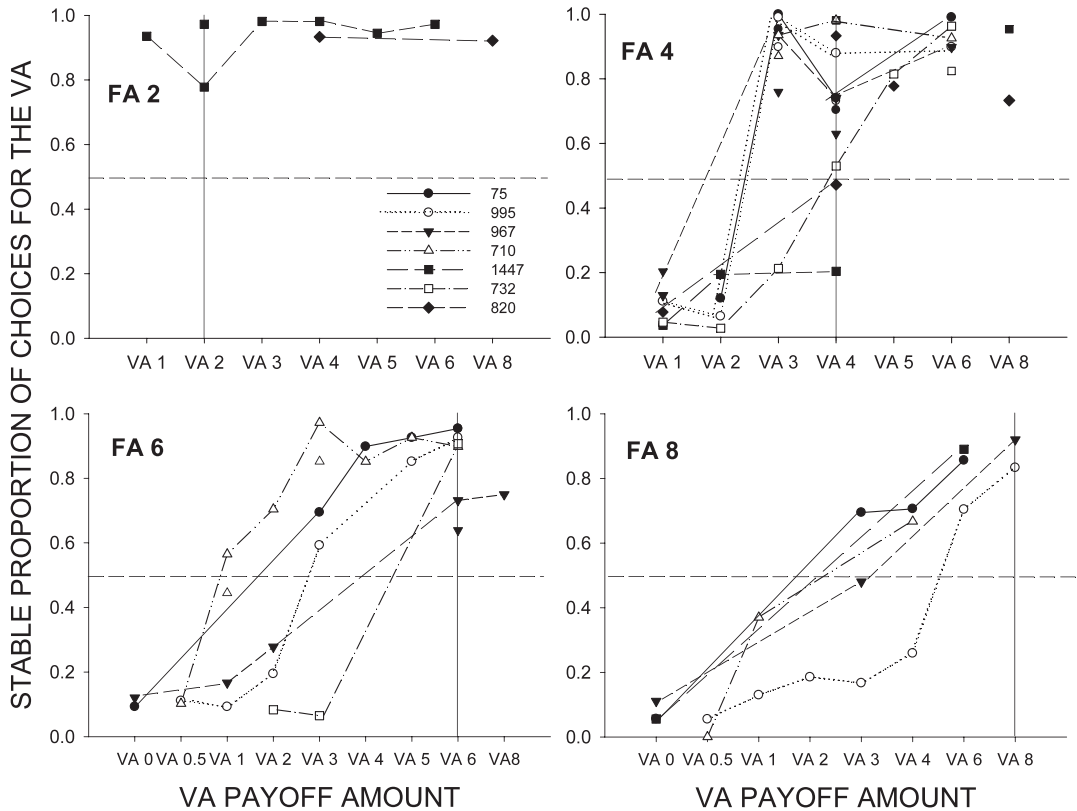 STABLE PROPORTION OF CHOICES FOR THE VA
1.0
0.8
0.6
0.4
0.2
0.0
FA 2
75
995
967
710
1447
732
820
VA 1 VA 2 VA 3 VA 4 VA 5 VA 6 VA 8
1.0
0.8
0.6
0.4
0.2
0.0
FA 4
VA 1 VA 2 VA 3 VA 4 VA 5 VA 6 VA 8
1.0
0.8
0.6
0.4
0.2
0.0
FA 6
VA 0 VA 0.5 VA 1 VA 2 VA 3 VA 4 VA 5 VA 6 VA8
VA PAYOFF AMOUNT
1.0
0.8
0.6
0.4
0.2
0.0
FA 8
VA 0 VA 0.5 VA 1 VA 2 VA 3 VA 4 VA 6 VA 8
VA PAYOFF AMOUNT